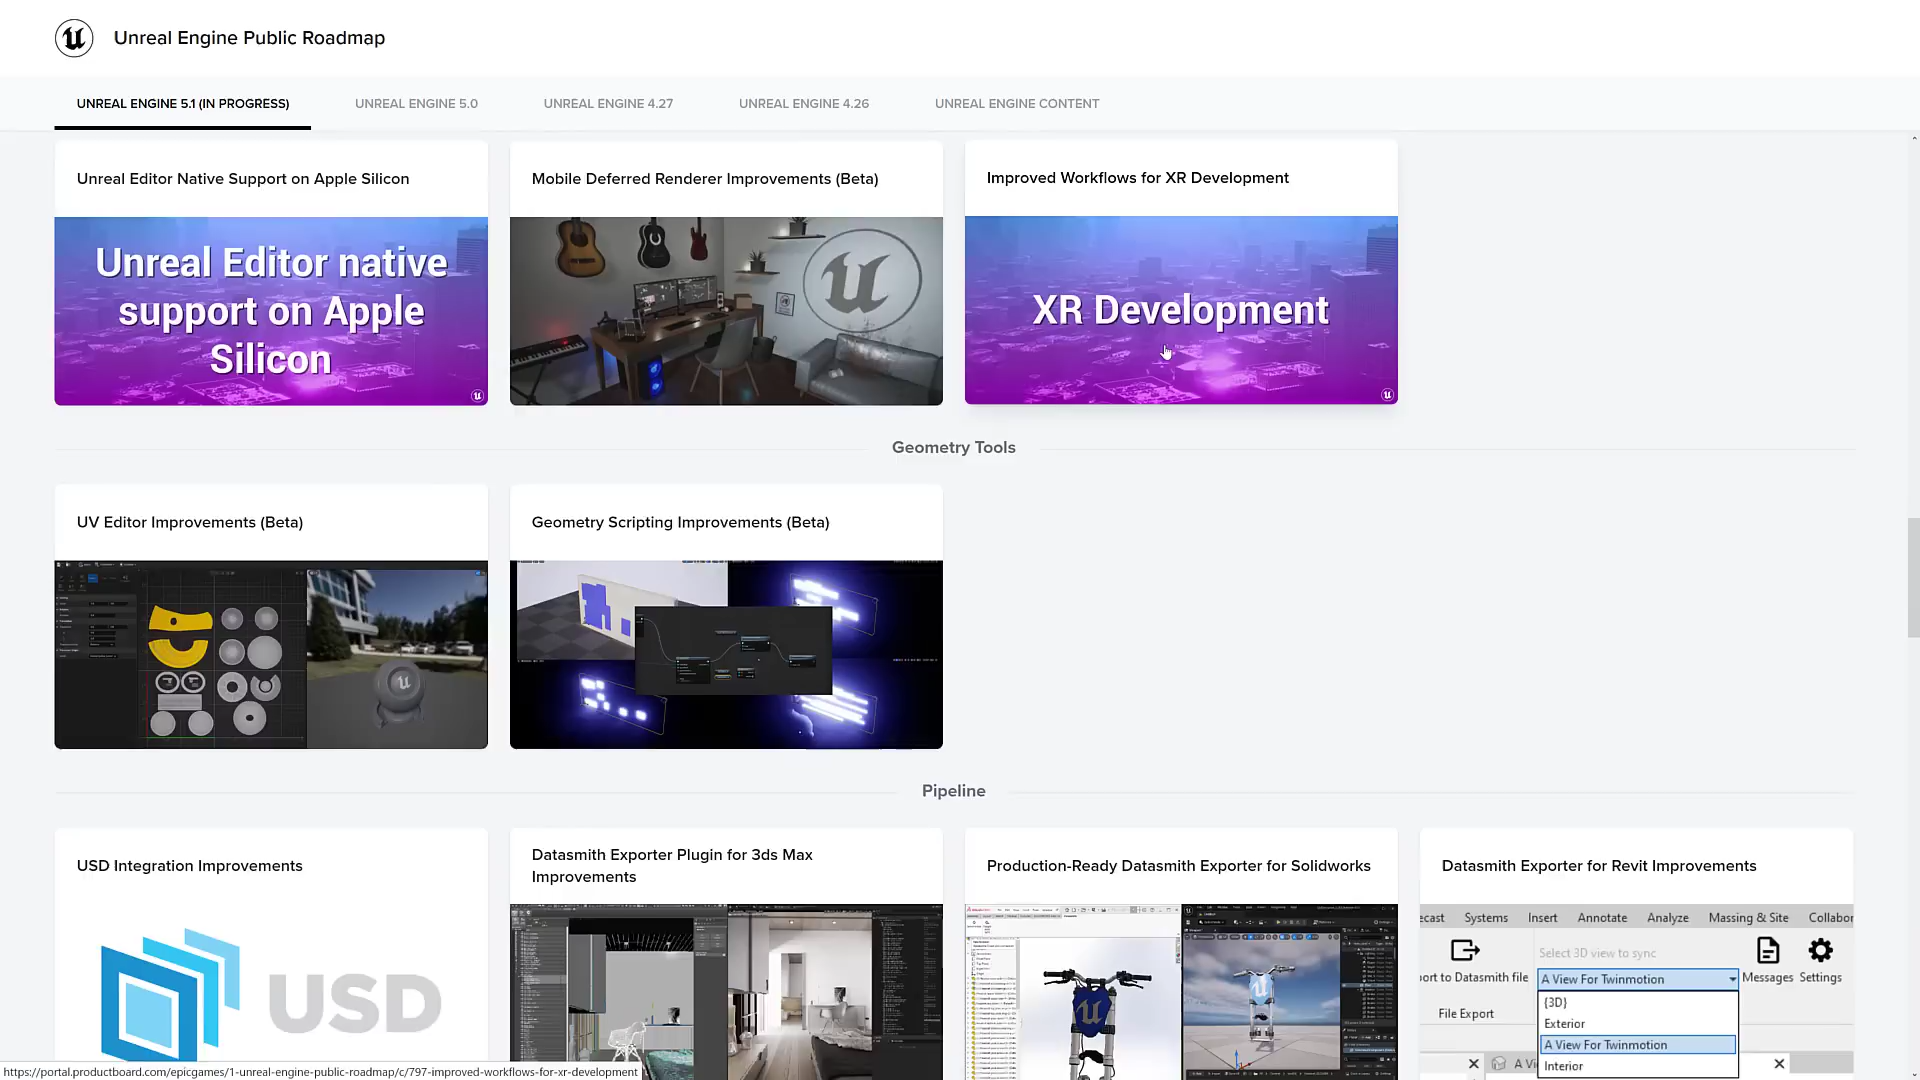 Unreal Engine Public Roadmap
UNREAL ENGINE 5.1 (IN PROGRESS)
UNREAL ENGINE 5.0
UNREAL ENGINE 4.27
UNREAL ENGINE 4.26
UNREAL ENGINE CONTENT
Unreal Editor Native Support on Apple Silicon
Unreal Editor native
support on Apple
Silicon
Mobile Deferred Renderer Improvements (Beta)
Improved Workflows for XR Development
XR Development
Geometry Tools
UV Editor Improvements (Beta)
Geometry Scripting Improvements (Beta)
Pipeline
USD Integration Improvements
USD
Datasmith Exporter Plugin for 3ds Max
Improvements
Production-Ready Datasmith Exporter for Solidworks
Datasmith Exporter for Revit Improvements
ecast Systems Insert Annotate Analyze Massing & Site Collabor
Select 3D view to sync
ort to Datasmith file
A View For Twinmotion
Messages Settings
{3D}
File Export
Exterior
A View For Twinmotion
Interior
A Vi
https://portal.productboard.com/epicgames/1-unreal-engine-public-roadmap/c/797-improved-workflows-for-xr-development